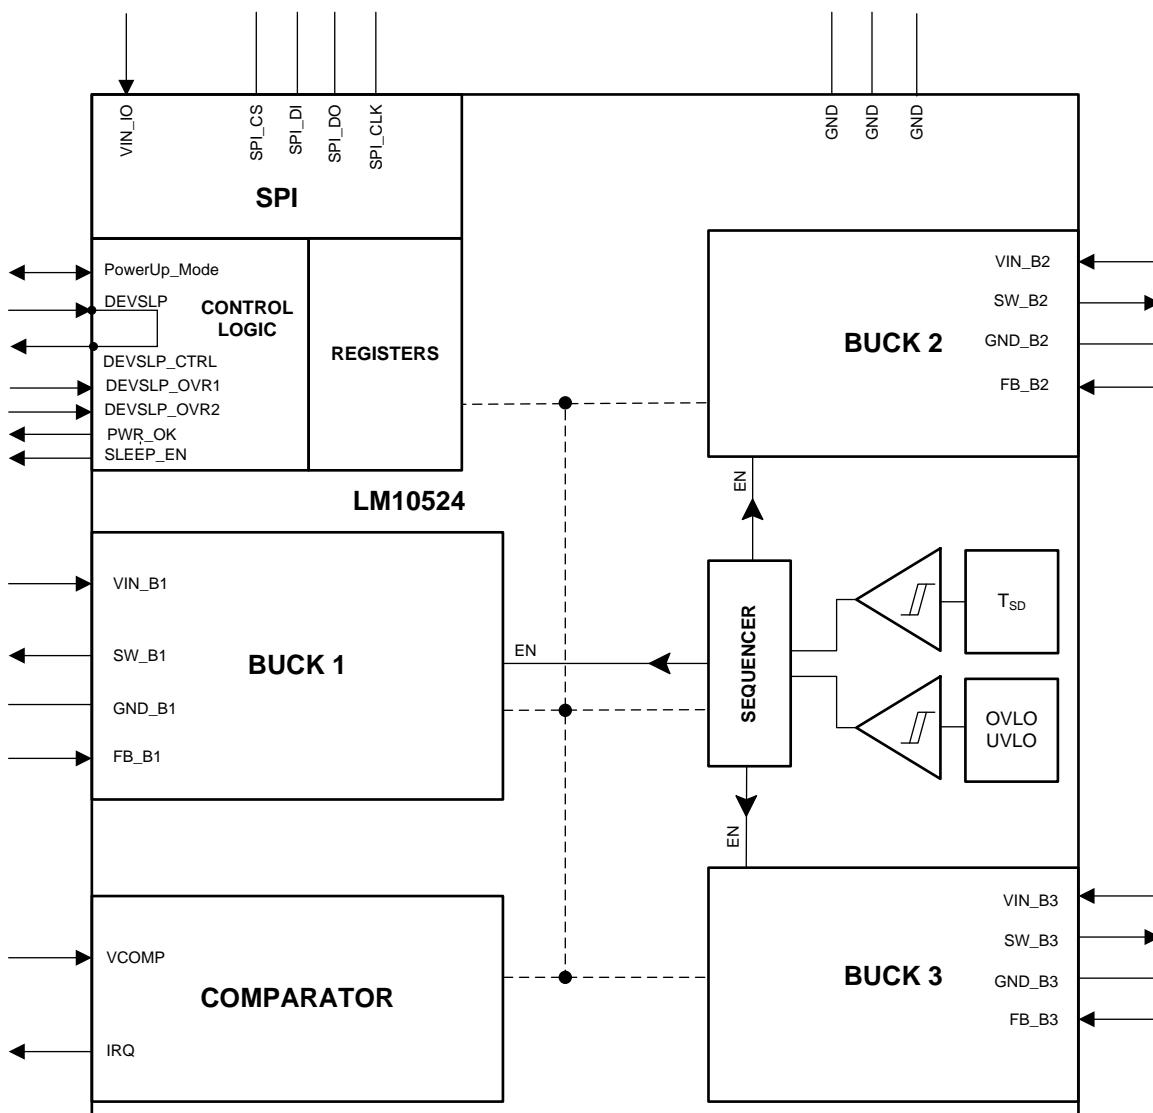 VIN_IO
SPI_CS
SPI_DI
SPI_DO
SPI_CLK
GND
GND
GND
SPI
PowerUp_Mode
DEVSLP
CONTROL
LOGIC
DEVSLP_CTRL
DEVSLP_OVR1
DEVSLP_OVR2
PWR_OK
SLEEP_EN
REGISTERS
VIN_B2
SW_B2
GND_B2
FB_B2
BUCK 2
LM10524
EN
VIN_B1
SW_B1
GND_B1
FB_B1
BUCK 1
EN
SEQUENCER
TSD
OVLO
UVLO
EN
VCOMP
COMPARATOR
IRQ
BUCK 3
VIN_B3
SW_B3
GND_B3
FB_B3